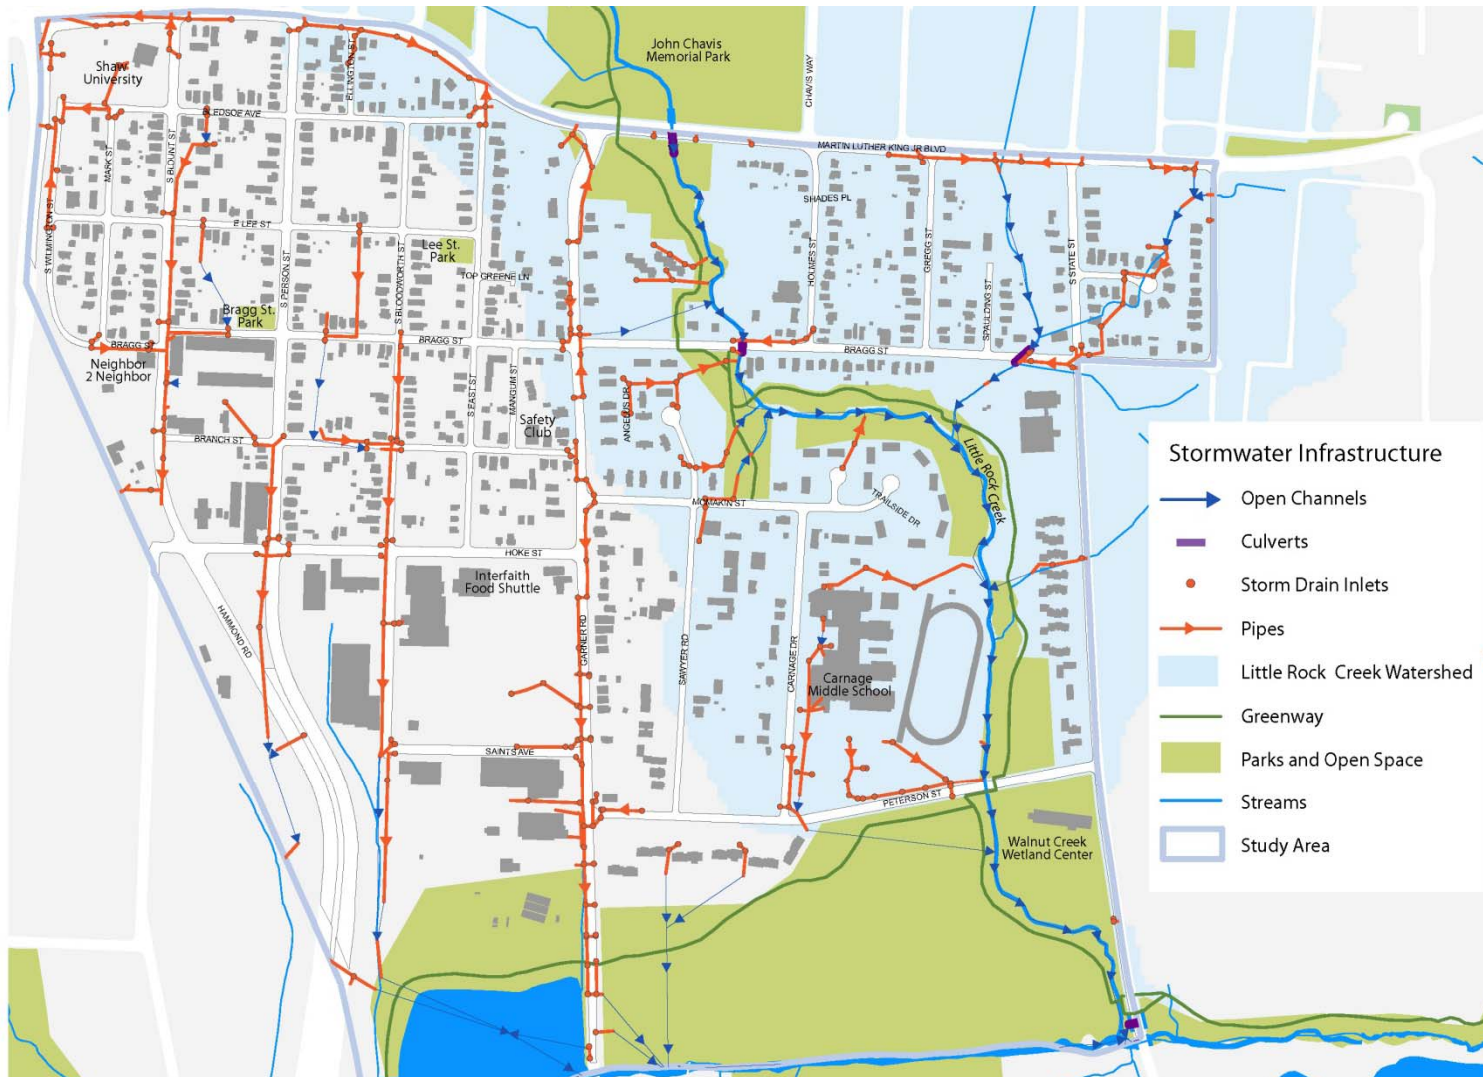 John Chavis
Memorial Park
Shaw
University
ELLINGTON ST
CHAVIS WAY
BLEDSOE AVE
MARTIN LUTHER KING JR BLVD
MARK ST
S BLOUNT ST
SHADES PL
E LEE ST
S WILMINGTON ST
S PERSON ST
S BLOODWORTH ST
Lee St.
Park
TOP GREENE LN
HOLMES ST
GREGG ST
S STATE ST
SPAULDING ST
Bragg St.
Park
BRAGG ST
BRAGG ST
BRAGG ST
Neighbor
2 Neighbor
S EAST ST
MANGUM ST
ANGELUS DR
Safety
Club
BRANCH ST
Little Rock Creek
MCMAKIN ST
TRAILSIDE DR
HOKE ST
Interfaith
Food Shuttle
HAMMOND RD
GARNER RD
SAWYER RD
CARNAGE DR
Carnage
Middle School
SAINTS AVE
PETERSON ST
Walnut Creek
Wetland Center
Stormwater Infrastructure
Open Channels
Culverts
Storm Drain Inlets
Pipes
Little Rock Creek Watershed
Greenway
Parks and Open Space
Streams
Study Area